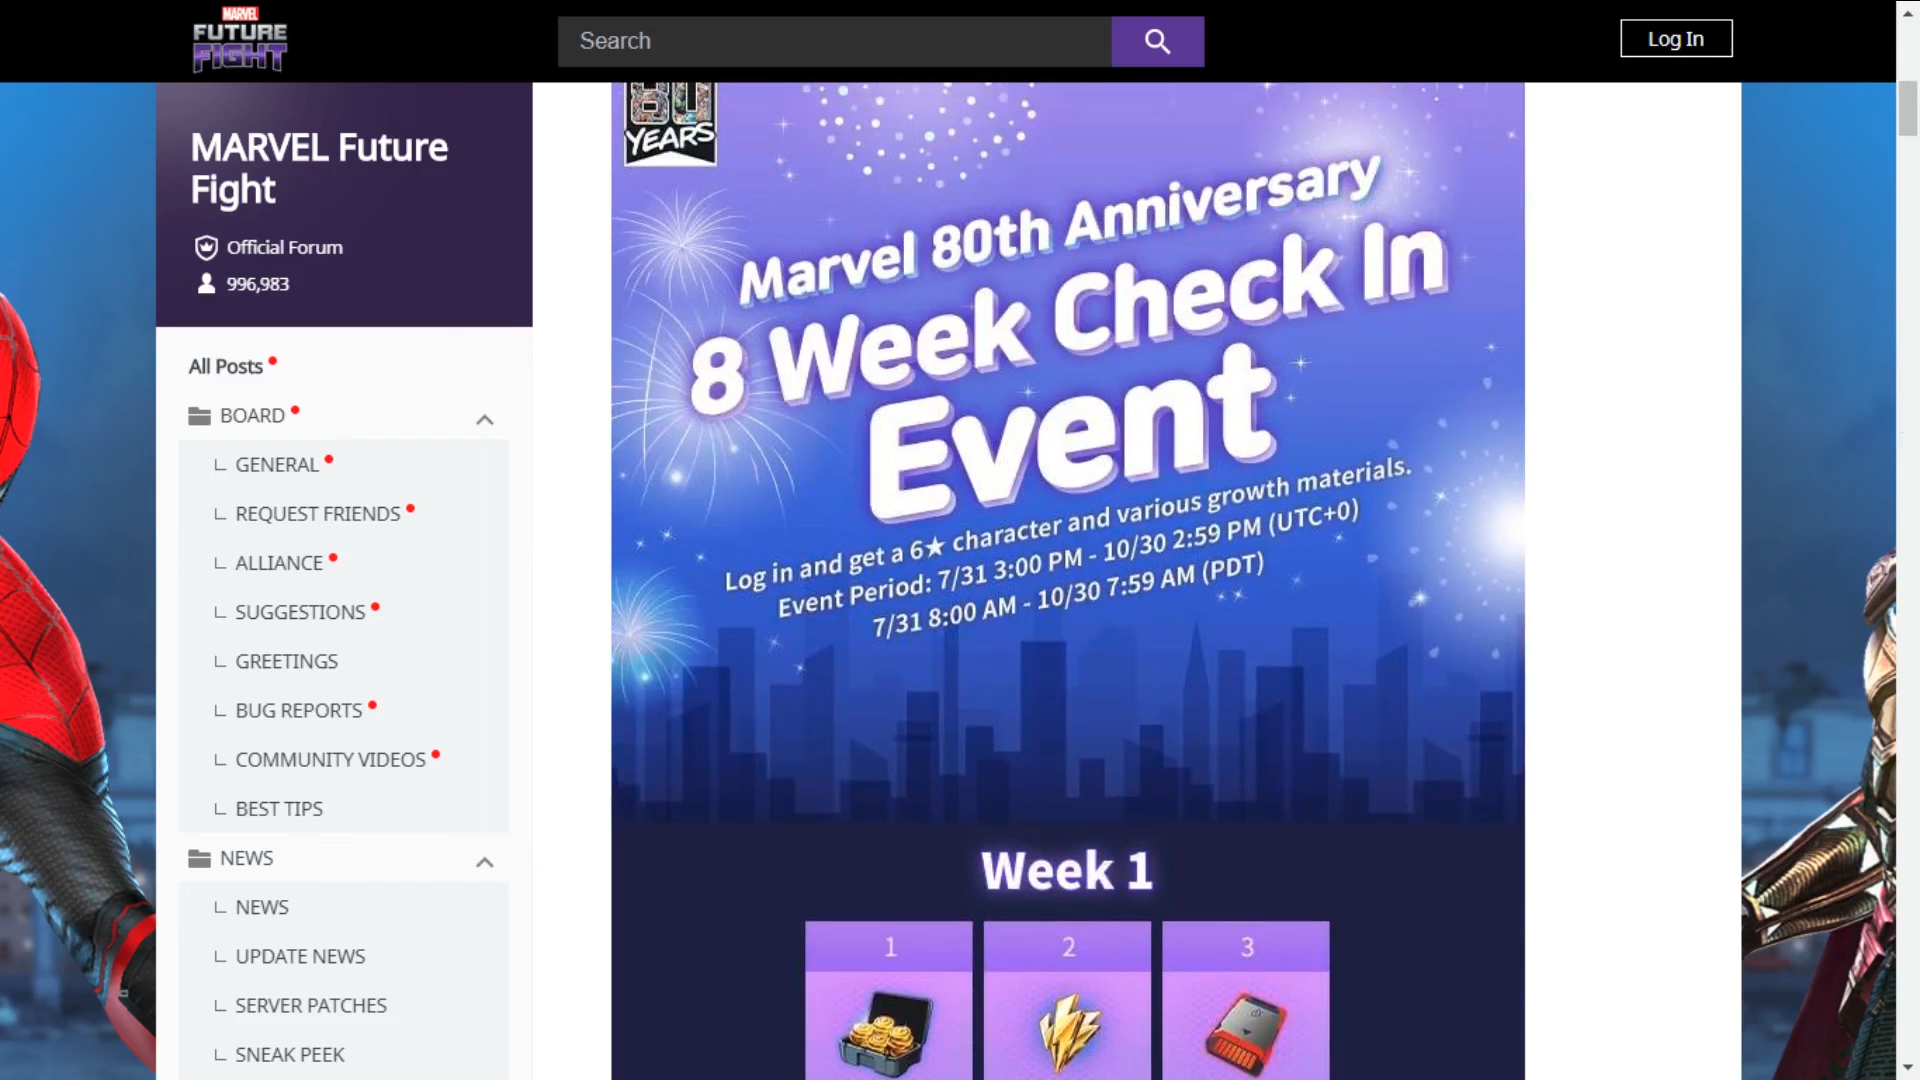 MARVEL
FUTURE
FIGHT
Search
Log In
MARVEL Future
Fight
Official Forum
996,983
All Posts
BOARD
GENERAL
REQUEST FRIENDS
ALLIANCE
SUGGESTIONS
GREETINGS
BUG REPORTS
COMMUNITY VIDEOS
BEST TIPS
NEWS
NEWS
UPDATE NEWS
SERVER PATCHES
SNEAK PEEK
80
YEARS
Marvel 80th Anniversary
8 Week Check In
Event
Log in and get a 6★ character and various growth materials.
Event Period: 7/31 3:00 PM - 10/30 2:59 PM (UTC+0)
7/31 8:00 AM - 10/30 7:59 AM (PDT)
Week 1
1
2
3